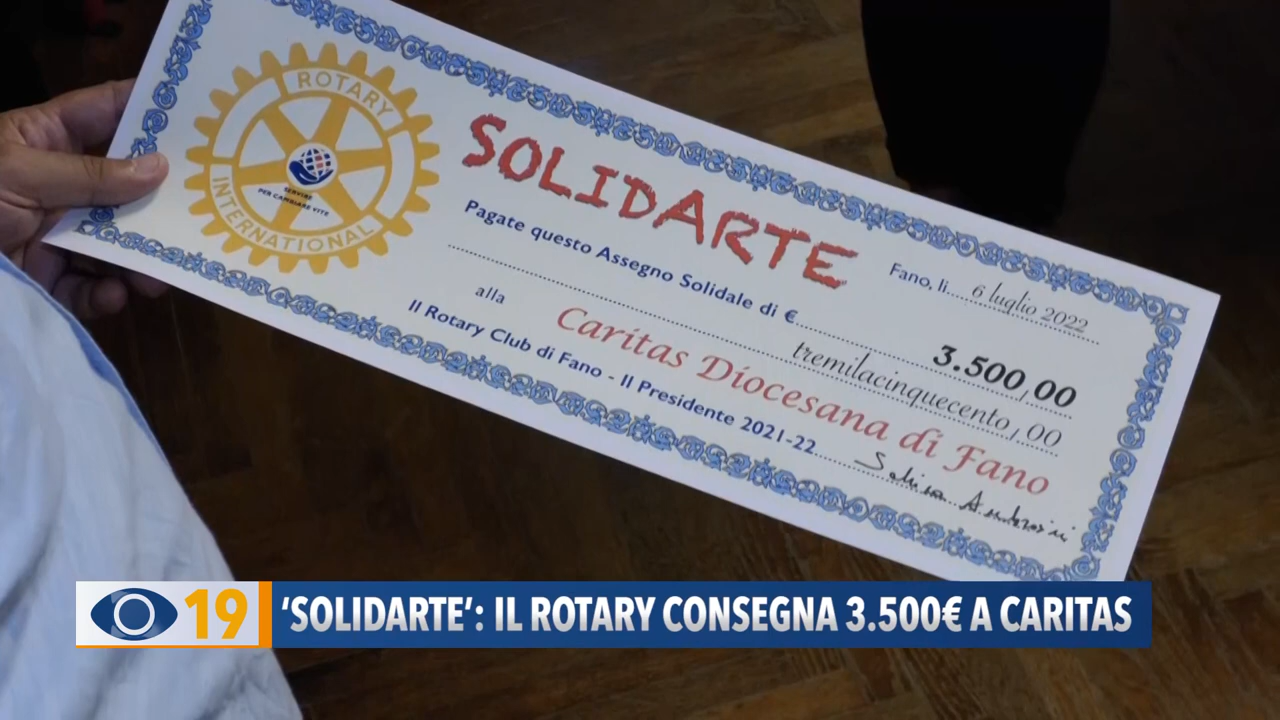 ROTARY
INTERNATIONAL
SERVIRE
PER CAMBIARE VITE
SOLIDARTE
Fano, li.....6 luglio 2022
Pagate questo Assegno Solidale di €.....3.500,00
tremilacinquecento,00
alla Caritas Diocesana di Fano
Il Rotary Club di Fano - Il Presidente 2021-22.....
19 ‘SOLIDARTE’: IL ROTARY CONSEGNA 3.500€ A CARITAS